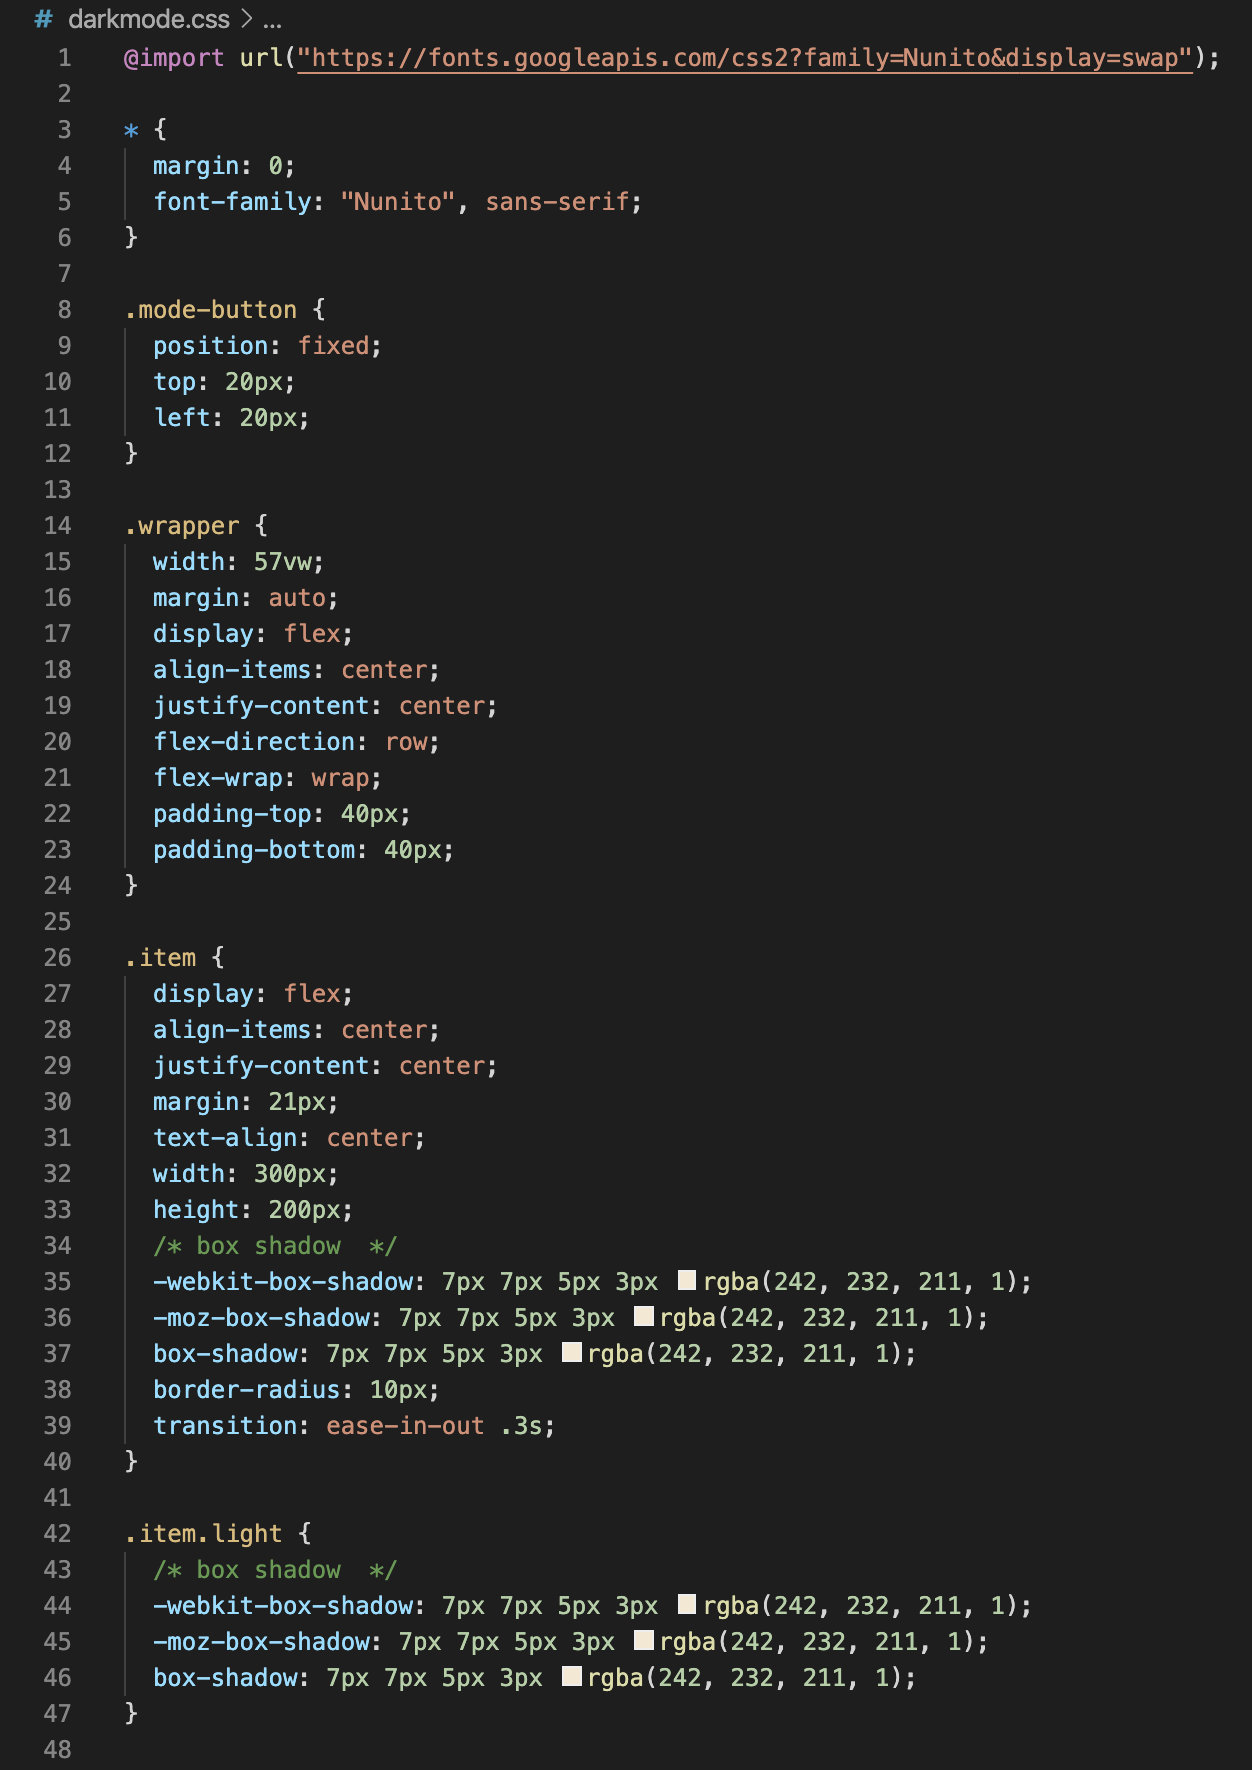 # darkmode.css > ...
1 @import url("https://fonts.googleapis.com/css2?family=Nunito&display=swap");
2
3 * {
4   margin: 0;
5   font-family: "Nunito", sans-serif;
6 }
7
8 .mode-button {
9   position: fixed;
10   top: 20px;
11   left: 20px;
12 }
13
14 .wrapper {
15   width: 57vw;
16   margin: auto;
17   display: flex;
18   align-items: center;
19   justify-content: center;
20   flex-direction: row;
21   flex-wrap: wrap;
22   padding-top: 40px;
23   padding-bottom: 40px;
24 }
25
26 .item {
27   display: flex;
28   align-items: center;
29   justify-content: center;
30   margin: 21px;
31   text-align: center;
32   width: 300px;
33   height: 200px;
34   /* box shadow  */
35   -webkit-box-shadow: 7px 7px 5px 3px rgba(242, 232, 211, 1);
36   -moz-box-shadow: 7px 7px 5px 3px rgba(242, 232, 211, 1);
37   box-shadow: 7px 7px 5px 3px rgba(242, 232, 211, 1);
38   border-radius: 10px;
39   transition: ease-in-out .3s;
40 }
41
42 .item.light {
43   /* box shadow  */
44   -webkit-box-shadow: 7px 7px 5px 3px rgba(242, 232, 211, 1);
45   -moz-box-shadow: 7px 7px 5px 3px rgba(242, 232, 211, 1);
46   box-shadow: 7px 7px 5px 3px rgba(242, 232, 211, 1);
47 }
48